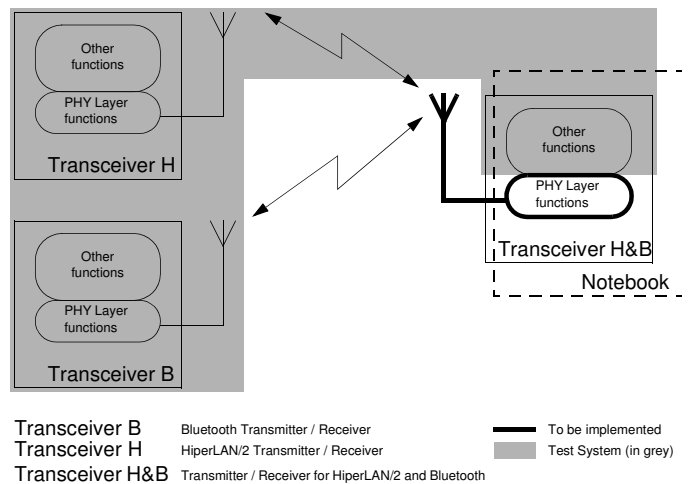 Other
functions
PHY Layer
functions
Transceiver H
Other
functions
PHY Layer
functions
Transceiver H&B
Notebook
Other
functions
PHY Layer
functions
Transceiver B
Transceiver B Bluetooth Transmitter / Receiver
Transceiver H HiperLAN/2 Transmitter / Receiver
Transceiver H&B Transmitter / Receiver for HiperLAN/2 and Bluetooth
To be implemented
Test System (in grey)